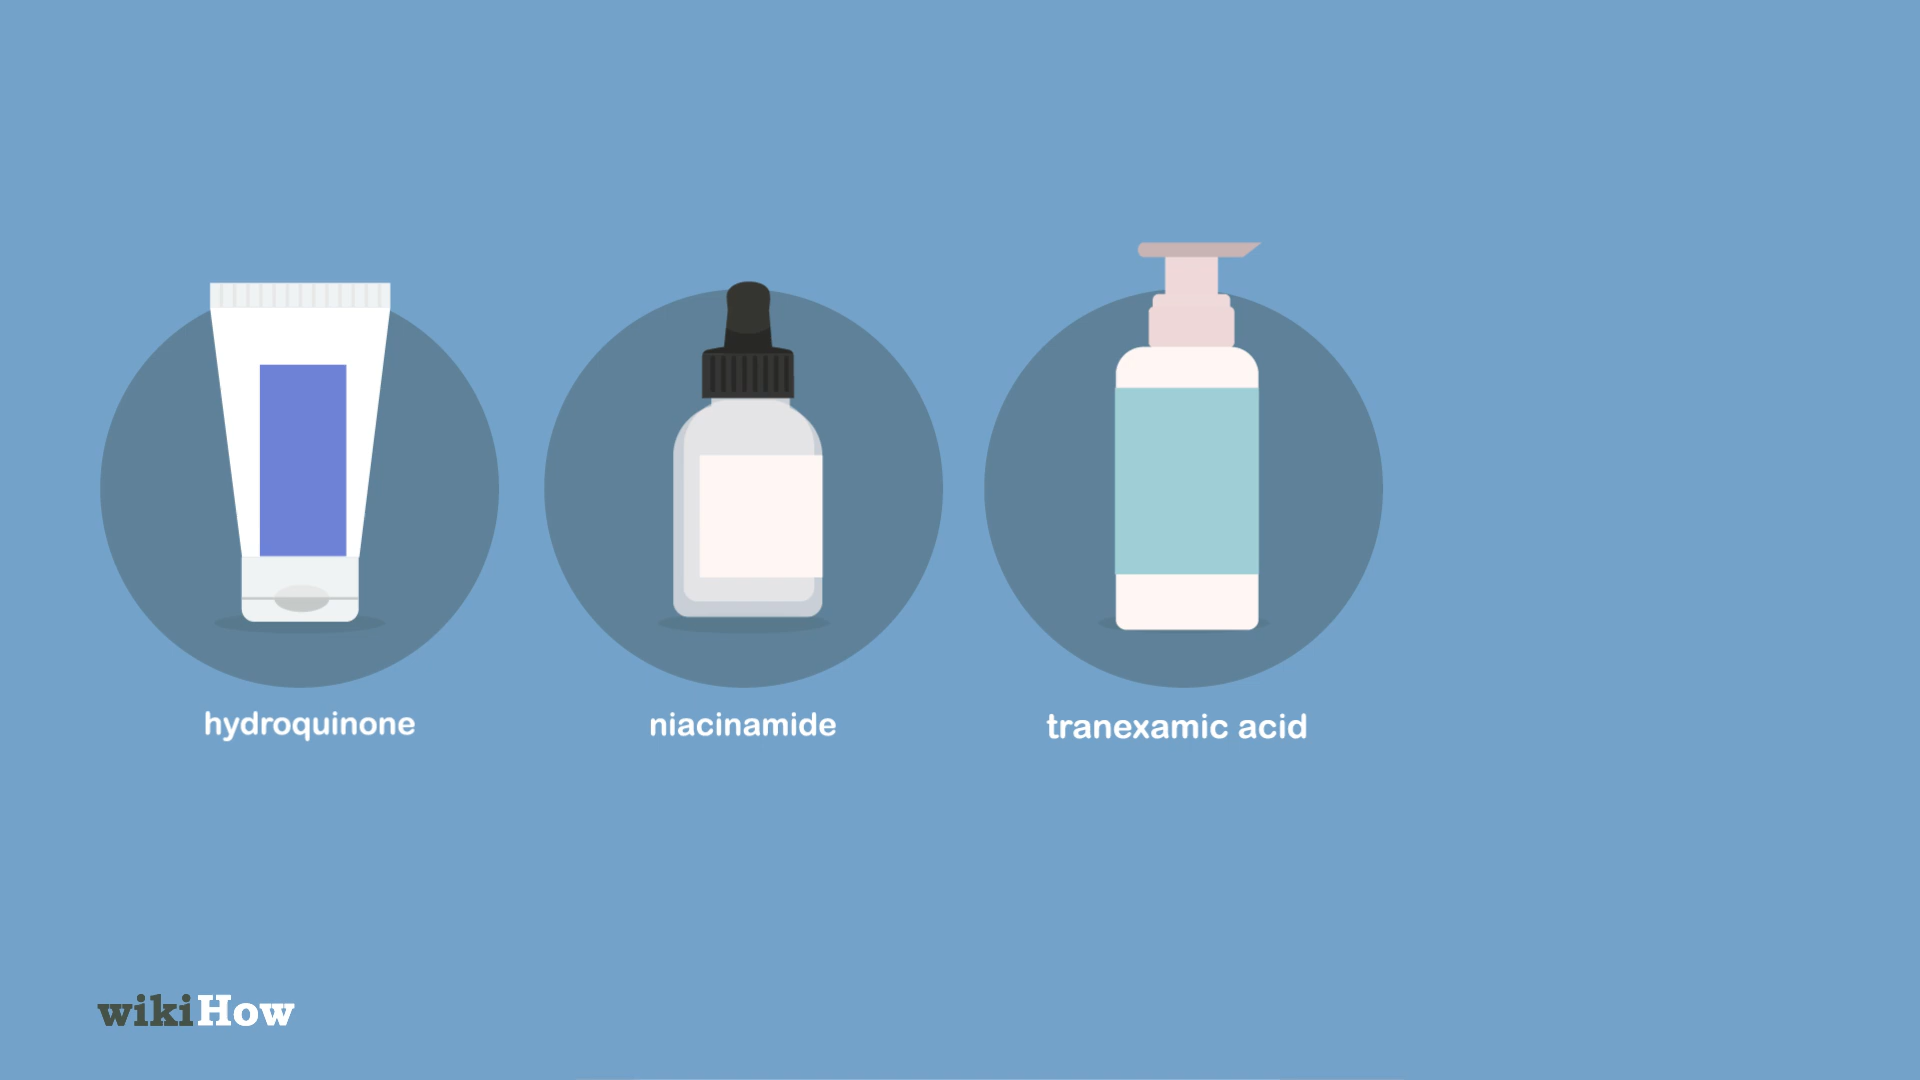 hydroquinone
niacinamide
tranexamic acid
wikiHow